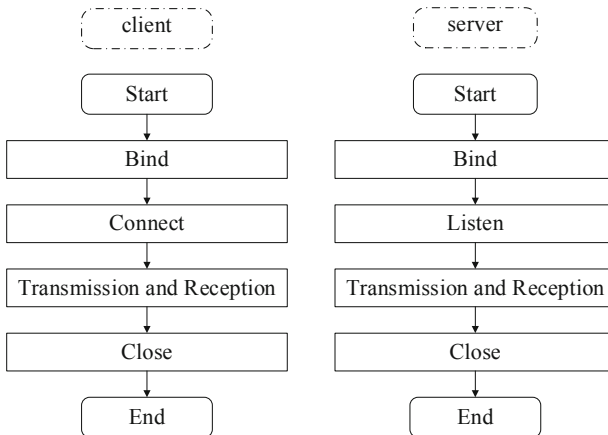 client
Start
Bind
Connect
Transmission and Reception
Close
End
server
Start
Bind
Listen
Transmission and Reception
Close
End